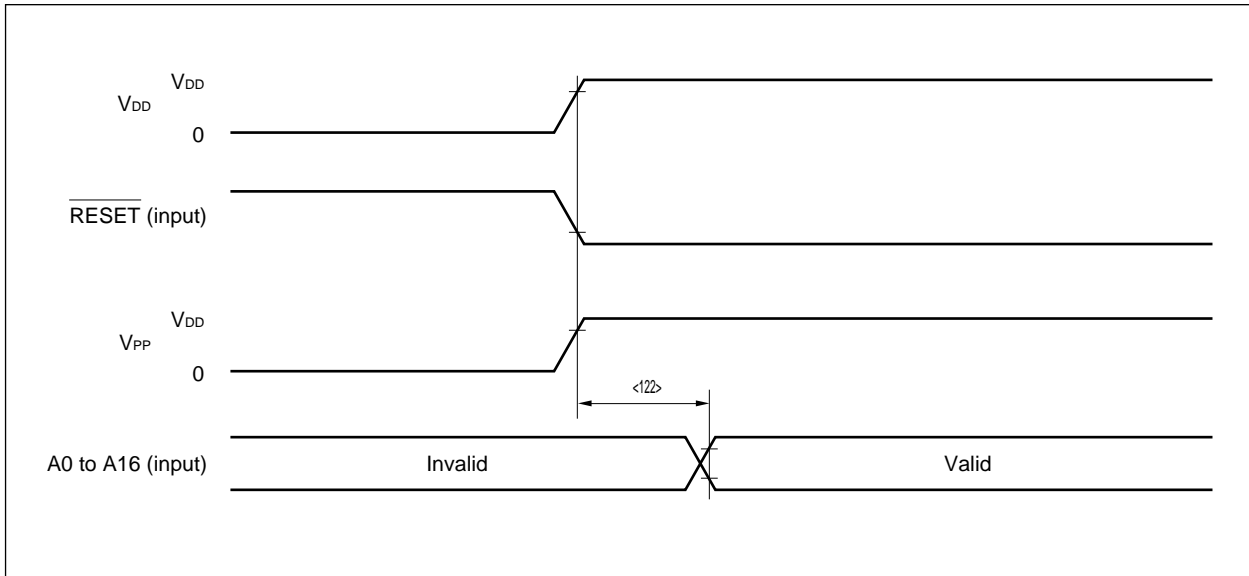 VDD
VDD
0
RESET (input)
VDD
VPP
0
<122>
A0 to A16 (input)
Invalid
Valid